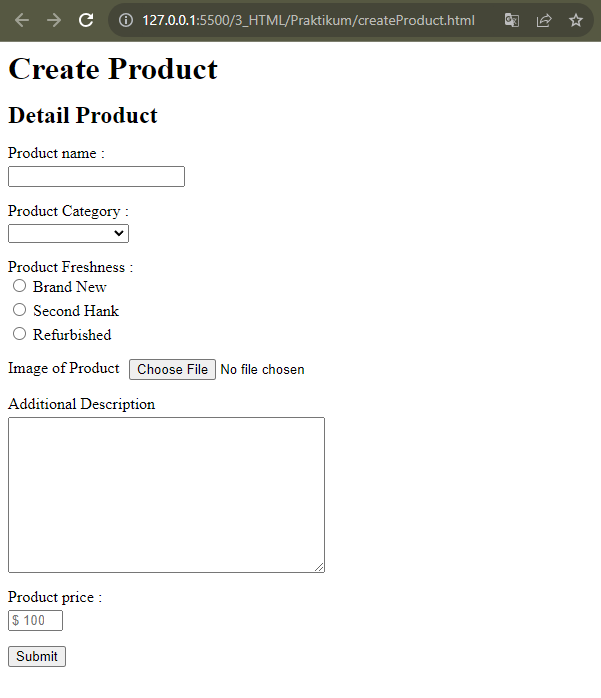 127.0.0.1:5500/3_HTML/Praktikum/createProduct.html
Create Product
Detail Product
Product name :
Product Category :
Product Freshness :
Brand New
Second Hank
Refurbished
Image of Product Choose File No file chosen
Additional Description
Product price :
$ 100
Submit